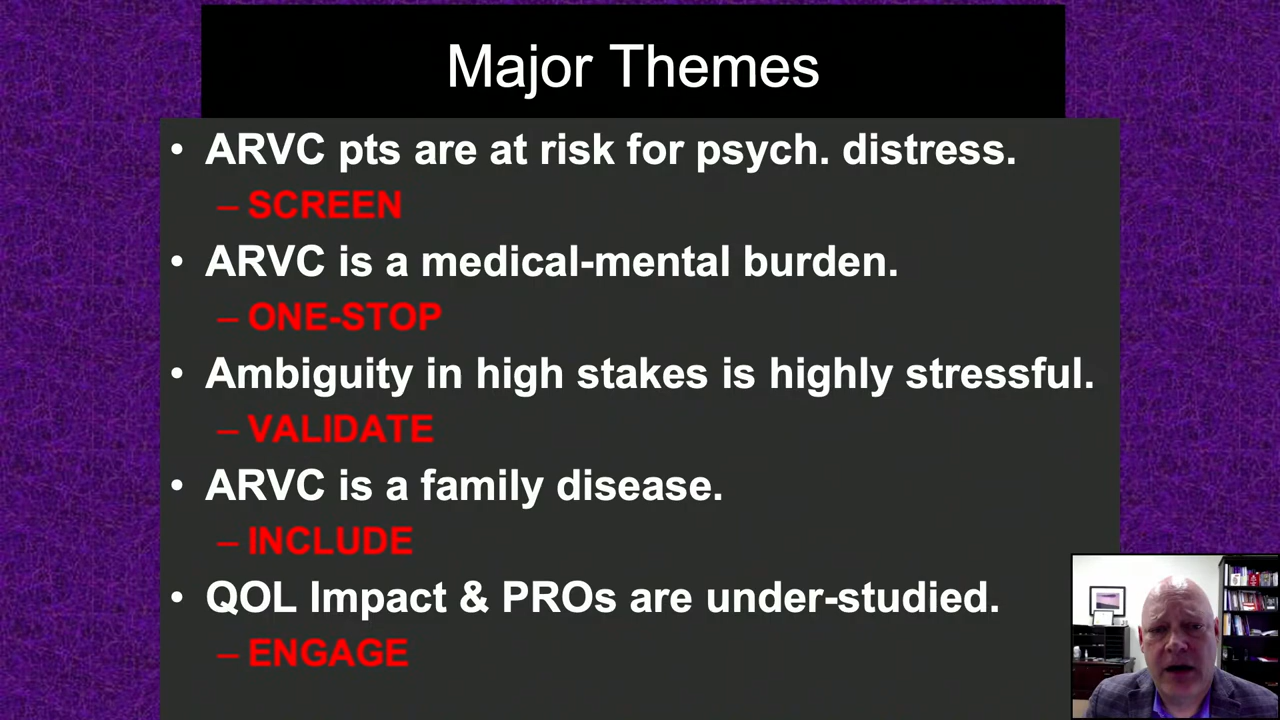 Major Themes
• ARVC pts are at risk for psych. distress.
– SCREEN
• ARVC is a medical-mental burden.
– ONE-STOP
• Ambiguity in high stakes is highly stressful.
– VALIDATE
• ARVC is a family disease.
– INCLUDE
• QOL Impact & PROs are under-studied.
– ENGAGE